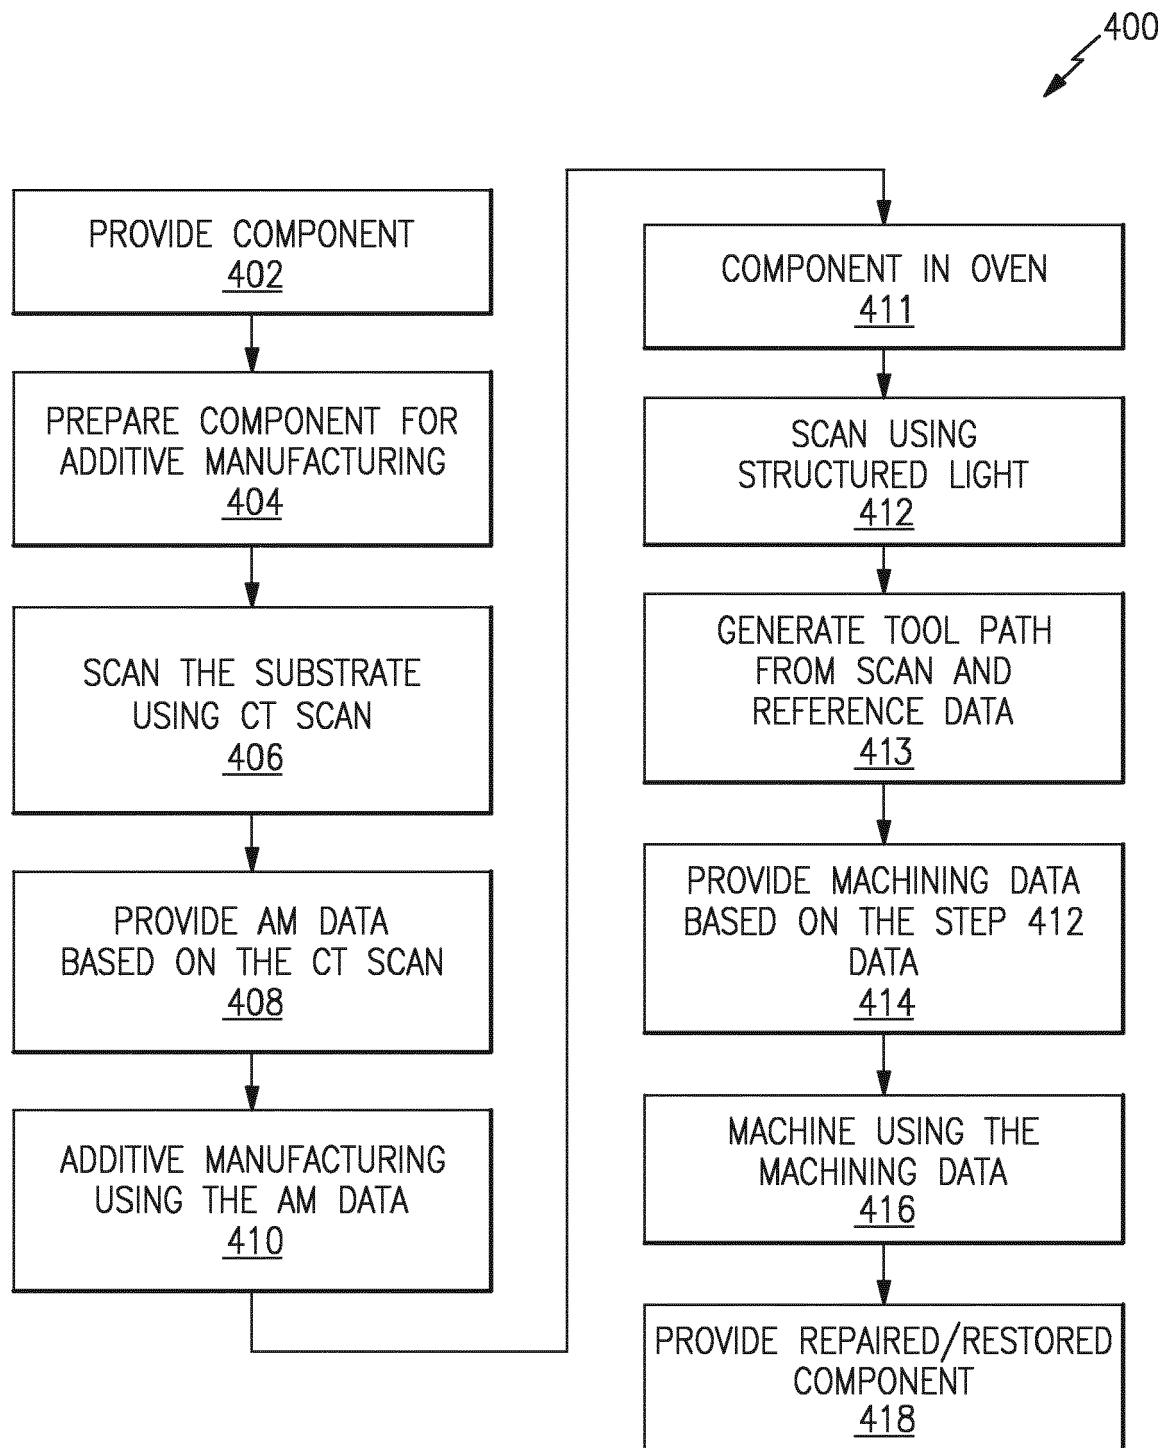 400
PROVIDE COMPONENT
402
PREPARE COMPONENT FOR
ADDITIVE MANUFACTURING
404
SCAN THE SUBSTRATE
USING CT SCAN
406
PROVIDE AM DATA
BASED ON THE CT SCAN
408
ADDITIVE MANUFACTURING
USING THE AM DATA
410
COMPONENT IN OVEN
411
SCAN USING
STRUCTURED LIGHT
412
GENERATE TOOL PATH
FROM SCAN AND
REFERENCE DATA
413
PROVIDE MACHINING DATA
BASED ON THE STEP 412
DATA
414
MACHINE USING THE
MACHINING DATA
416
PROVIDE REPAIRED/RESTORED
COMPONENT
418